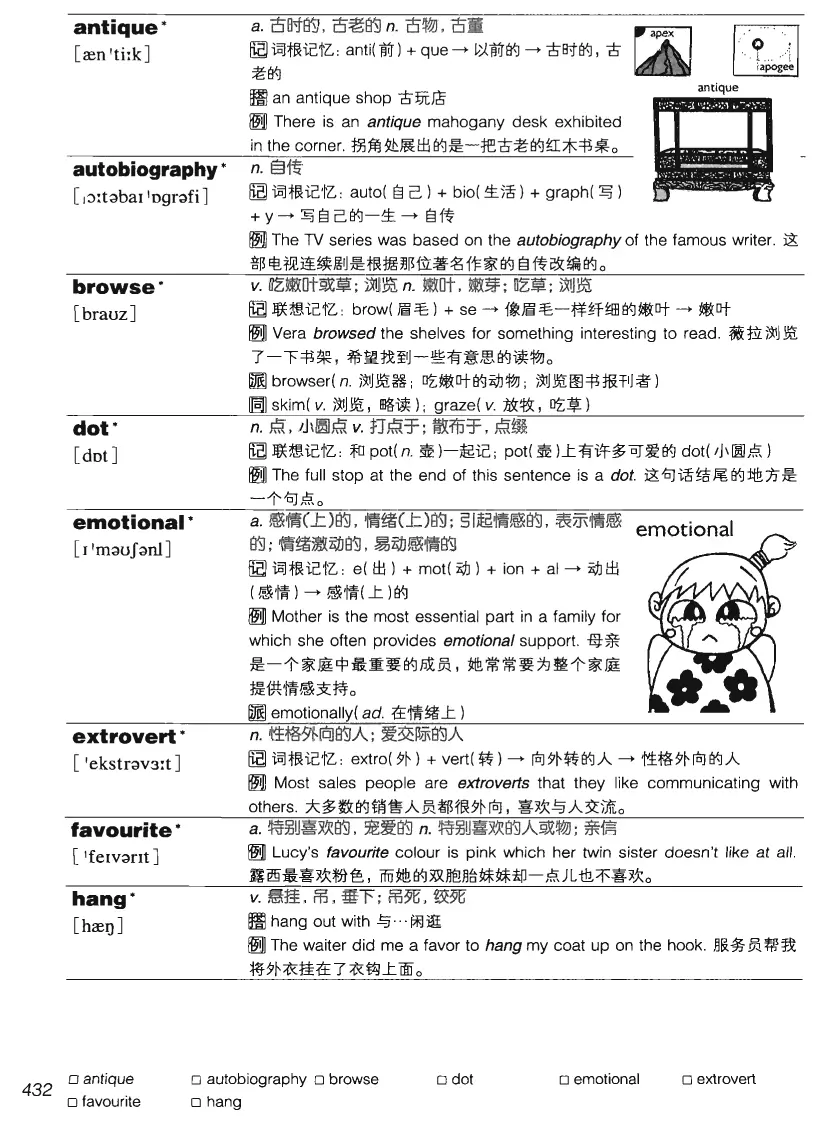 antique*
[æn'tiːk]
a. 古时的, 古老的 n. 古物, 古董
記 词根记忆: anti(前) + que → 以前的 → 古时的, 古
老的
搭 an antique shop 古玩店
例 There is an antique mahogany desk exhibited
in the corner. 拐角处展出的是一把古老的红木书桌。
apex
apogee
antique
autobiography*
[ˌɔːtəbaɪ'ɒɡrəfi]
n. 自传
记 词根记忆: auto(自己) + bio(生活) + graph(写)
+ y → 写自己的一生 → 自传
例 The TV series was based on the autobiography of the famous writer. 这
部电视连续剧是根据那位著名作家的自传改编的。
browse*
[braʊz]
v. 吃嫩叶或草; 浏览 n. 嫩叶, 嫩芽; 吃草; 浏览
记 联想记忆: brow(眉毛) + se → 像眉毛一样纤细的嫩叶 → 嫩叶
例 Vera browsed the shelves for something interesting to read. 薇拉浏览
了一下书架, 希望找到一些有意思的读物。
派 browser(n. 浏览器; 吃嫩叶的动物; 浏览图书报刊者)
同 skim(v. 浏览, 略读); graze(v. 放牧, 吃草)
dot*
[dɒt]
n. 点, 小圆点 v. 打点于; 散布于, 点缀
记 联想记忆: 和pot(n. 壶)一起记; pot(壶)上有许多可爱的dot(小圆点)
例 The full stop at the end of this sentence is a dot. 这句话结尾的地方是
一个句点。
emotional*
[ɪ'məʊʃənl]
a. 感情(上)的, 情绪(上)的; 引起情感的, 表示情感
的; 情绪激动的, 易动感情的
记 词根记忆: e(出) + mot(动) + ion + al → 动出
(感情) → 感情(上)的
例 Mother is the most essential part in a family for
which she often provides emotional support. 母亲
是一个家庭中最重要的成员, 她常常要为整个家庭
提供情感支持。
派 emotionally(ad. 在情绪上)
emotional
extrovert*
['ekstrəvɜːt]
n. 性格外向的人; 爱交际的人
记 词根记忆: extro(外) + vert(转) → 向外转的人 → 性格外向的人
例 Most sales people are extroverts that they like communicating with
others. 大多数的销售人员都很外向, 喜欢与人交流。
favourite*
['feɪvərɪt]
a. 特别喜欢的, 宠爱的 n. 特别喜欢的人或物; 亲信
例 Lucy's favourite colour is pink which her twin sister doesn't like at all.
露西最喜欢粉色, 而她的双胞胎妹妹却一点儿也不喜欢。
hang*
[hæŋ]
v. 悬挂, 吊, 垂下; 吊死, 绞死
搭 hang out with 与…闲逛
例 The waiter did me a favor to hang my coat up on the hook. 服务员帮我
将外衣挂在了衣钩上面。
432
□ antique □ autobiography □ browse □ dot □ emotional □ extrovert
□ favourite □ hang